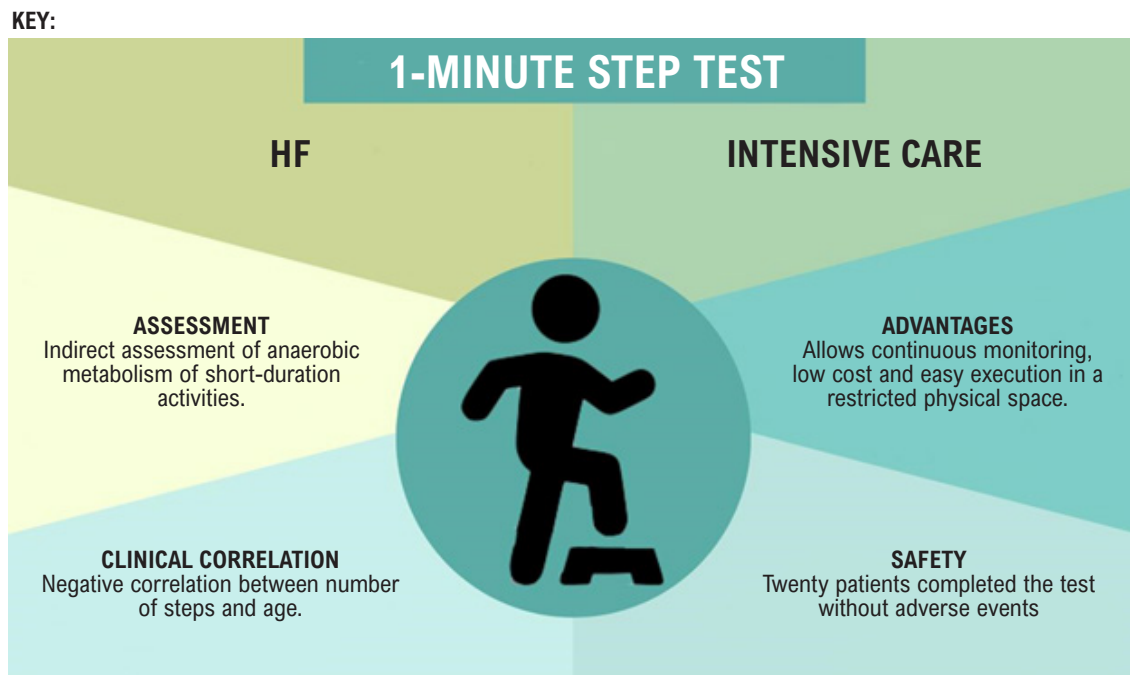 KEY:
1-MINUTE STEP TEST
HF
INTENSIVE CARE
ASSESSMENT
Indirect assessment of anaerobic
metabolism of short-duration
activities.
ADVANTAGES
Allows continuous monitoring,
low cost and easy execution in a
restricted physical space.
CLINICAL CORRELATION
Negative correlation between number
of steps and age.
SAFETY
Twenty patients completed the test
without adverse events